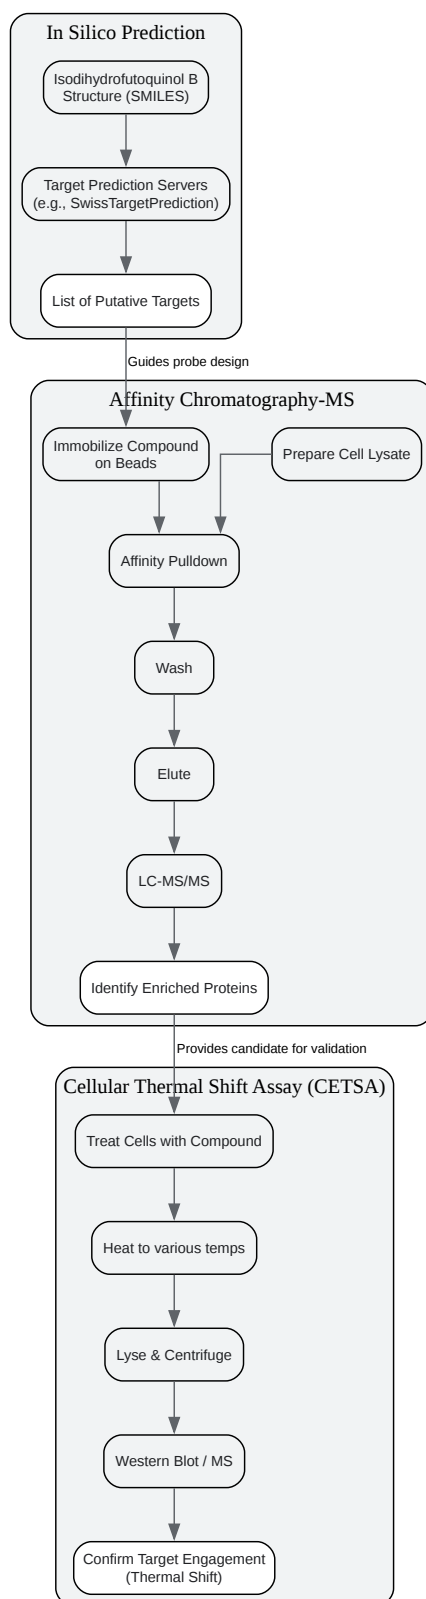 In Silico Prediction
Isodihydrofutoquinol B
Structure (SMILES)
Target Prediction Servers
(e.g., SwissTargetPrediction)
List of Putative Targets
Guides probe design
Affinity Chromatography-MS
Immobilize Compound
on Beads
Prepare Cell Lysate
Affinity Pulldown
Wash
Elute
LC-MS/MS
Identify Enriched Proteins
Provides candidate for validation
Cellular Thermal Shift Assay (CETSA)
Treat Cells with Compound
Heat to various temps
Lyse & Centrifuge
Western Blot / MS
Confirm Target Engagement
(Thermal Shift)